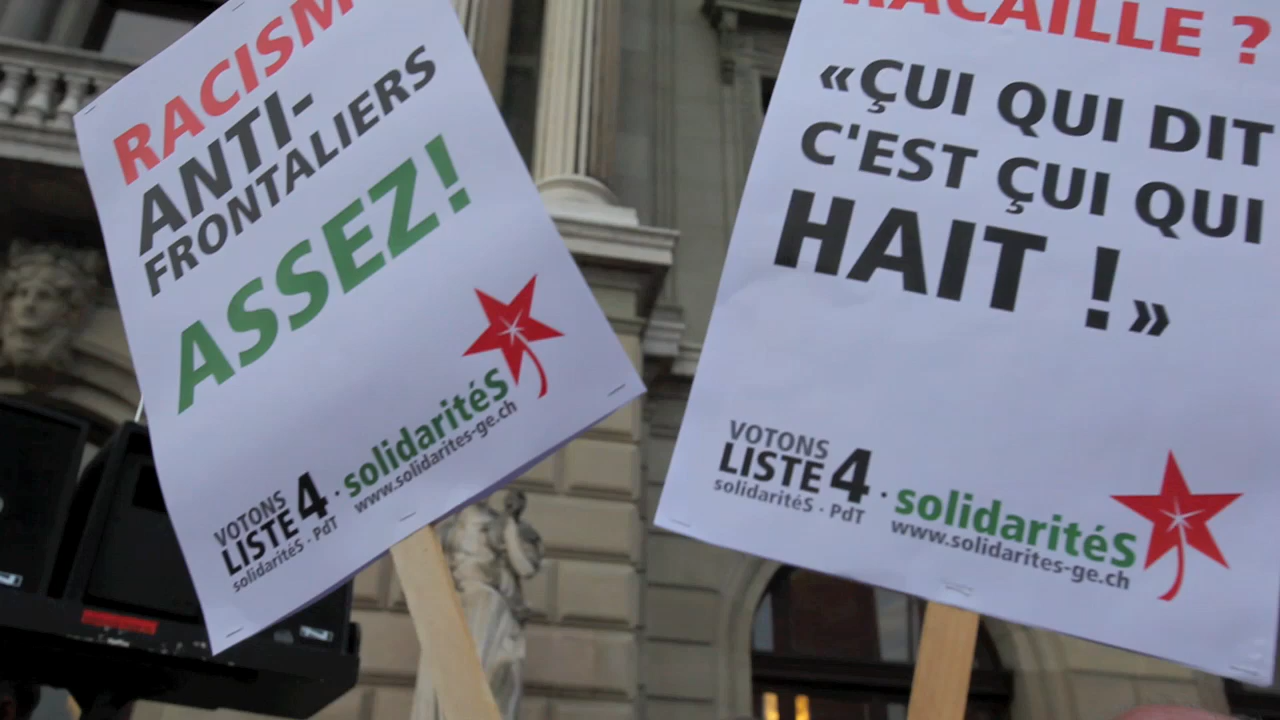 RACISM
ANTI-
FRONTALIERS
ASSEZ!
VOTONS
LISTE 4 · solidaritéS
solidaritéS · PdT
www.solidarites-ge.ch
RACAILLE ?
«ÇUI QUI DIT
C'EST ÇUI QUI
HAIT !»
VOTONS
LISTE 4 · solidaritéS
solidaritéS · PdT
www.solidarites-ge.ch